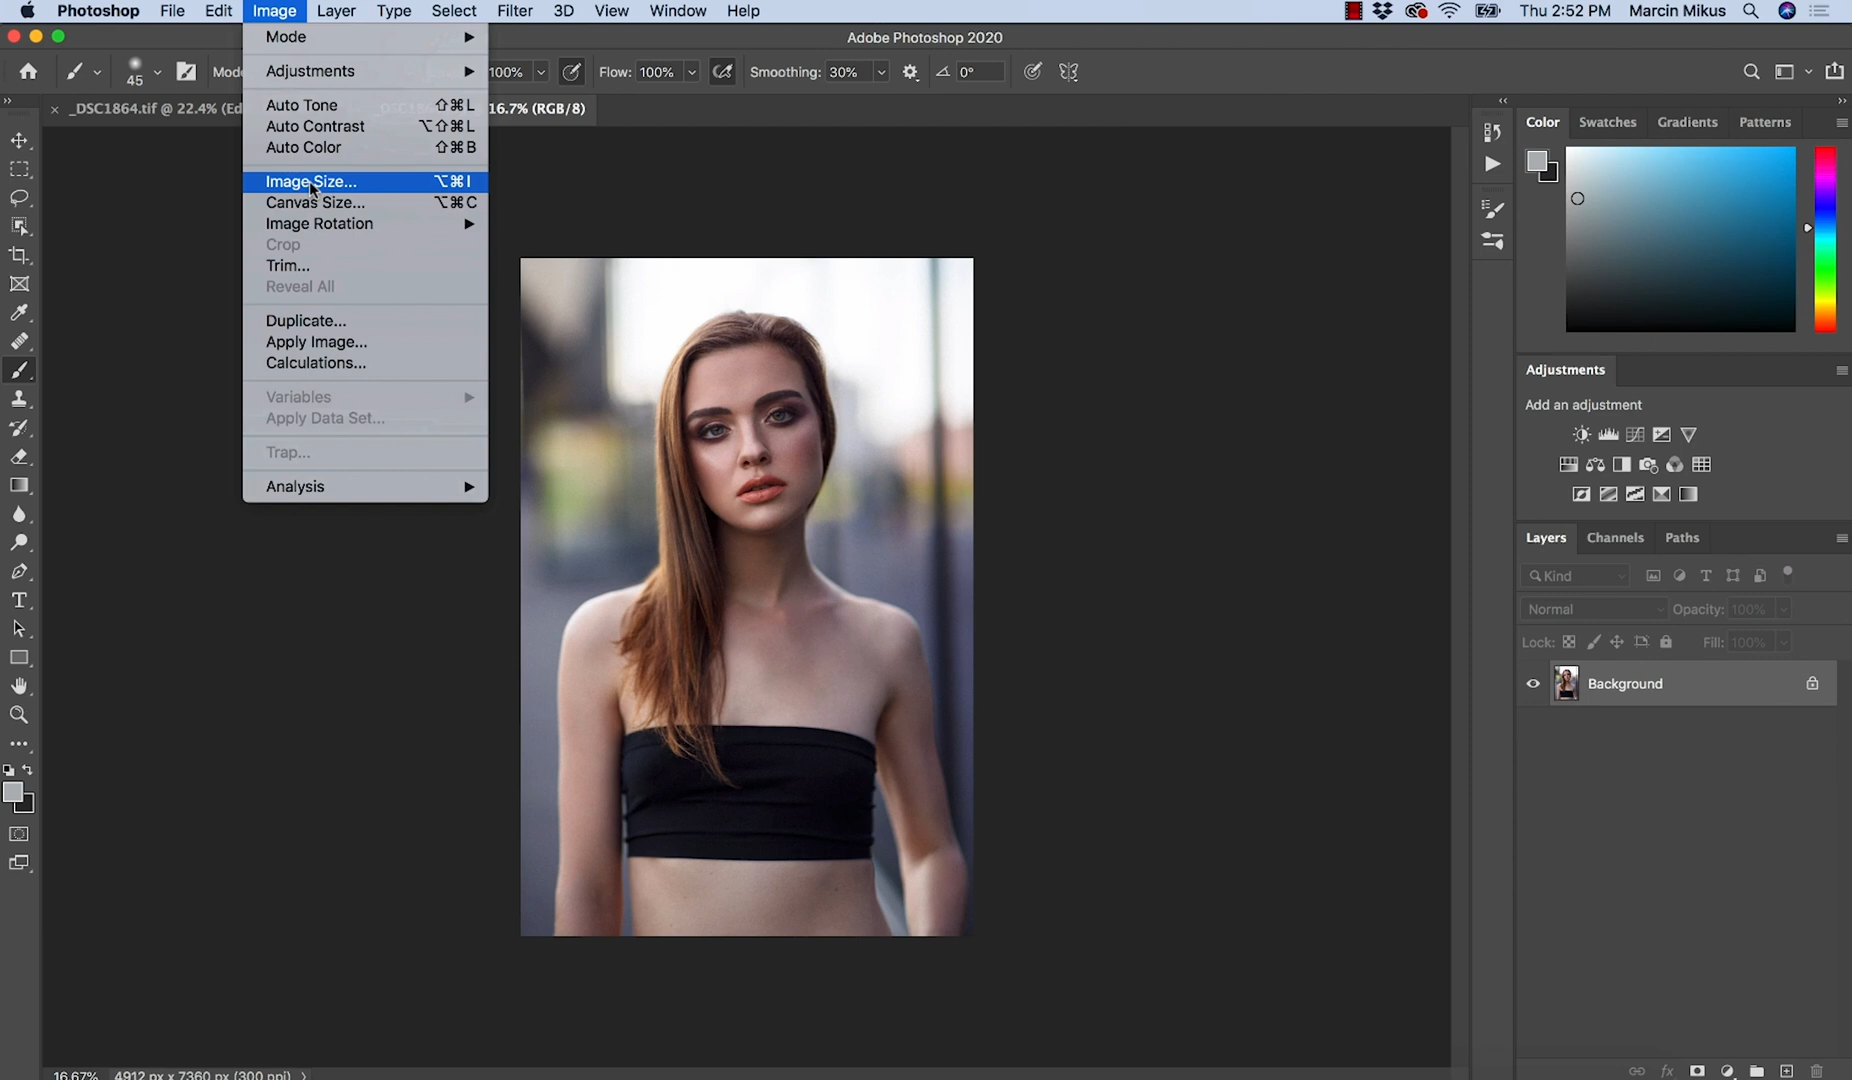 Photoshop File Edit Image Layer Type Select Filter 3D View Window Help Thu 2:52 PM Marcin Mikus
Adobe Photoshop 2020
45 Mode 100% Flow: 100% Smoothing: 30% 0°
× _DSC1864.tif @ 22.4% (Ed 16.7% (RGB/8)
Mode
Adjustments
Auto Tone ⇧⌘L
Auto Contrast ⌥⇧⌘L
Auto Color ⇧⌘B
Image Size... ⌥⌘I
Canvas Size... ⌥⌘C
Image Rotation
Crop
Trim...
Reveal All
Duplicate...
Apply Image...
Calculations...
Variables
Apply Data Set...
Trap...
Analysis
Color Swatches Gradients Patterns
Adjustments
Add an adjustment
Layers Channels Paths
Kind
Normal Opacity: 100%
Lock: Fill: 100%
Background
16.67% 4912 px x 7360 px (300 ppi)